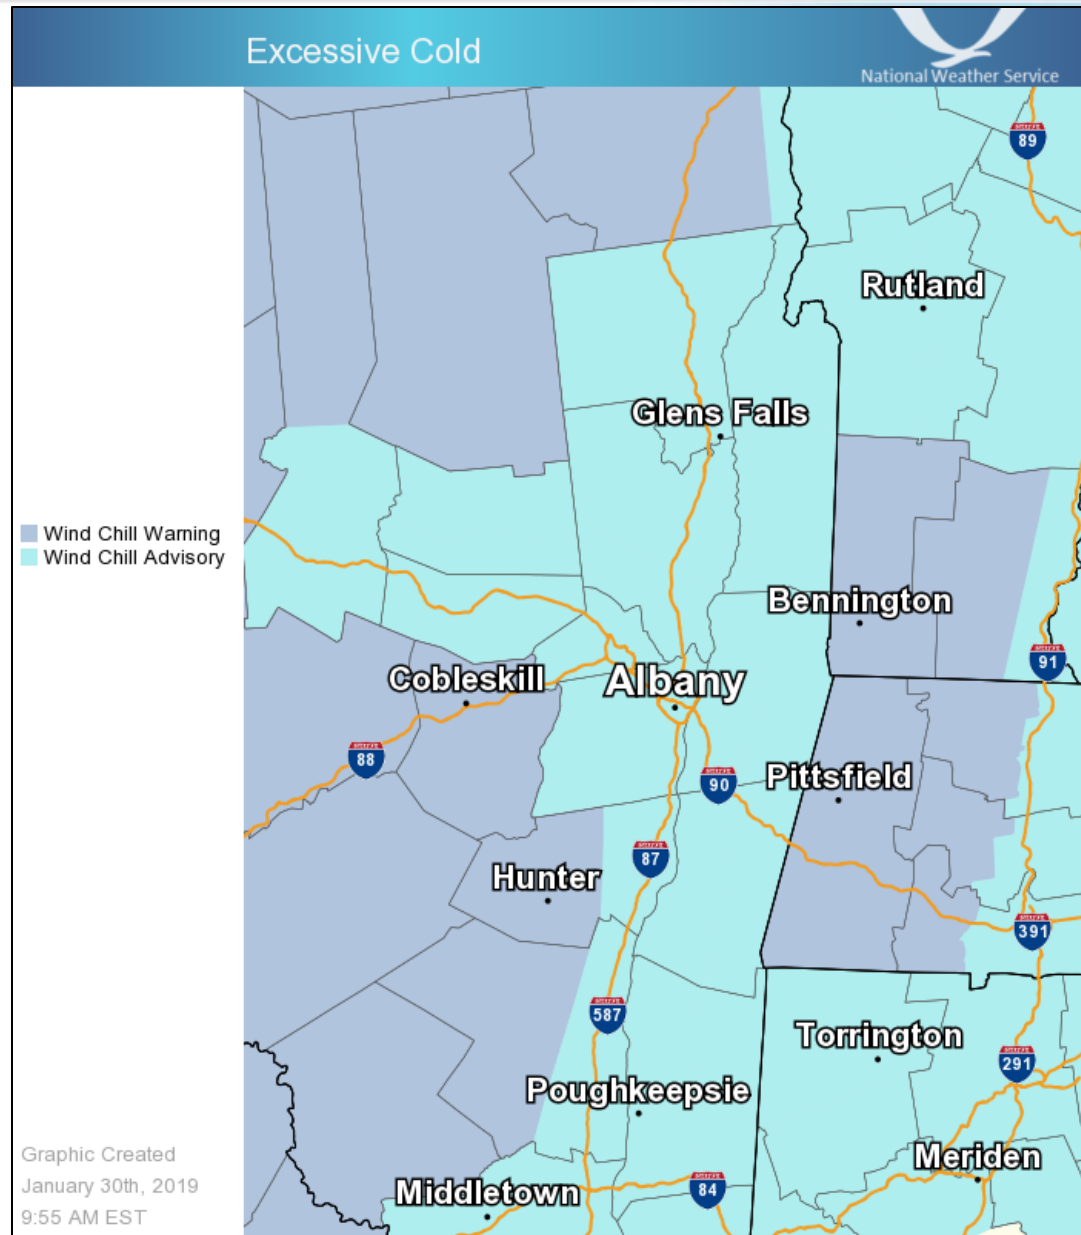 Excessive Cold
National Weather Service
89
Rutland
Glens Falls
Wind Chill Warning
Wind Chill Advisory
Bennington
91
Cobleskill
Albany
88
90
Pittsfield
87
Hunter
391
587
Torrington
291
Poughkeepsie
Graphic Created
January 30th, 2019
9:55 AM EST
Meriden
Middletown
84